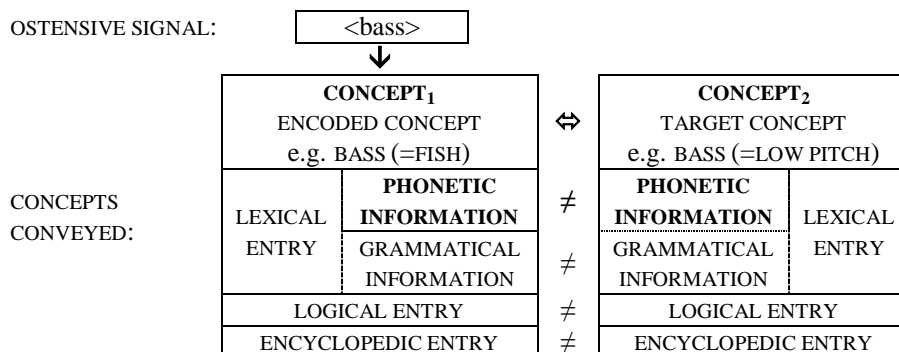 OSTENSIVE SIGNAL: <bass>
CONCEPT₁ CONCEPT₂
ENCODED CONCEPT ⇔ TARGET CONCEPT
e.g. BASS (=FISH) e.g. BASS (=LOW PITCH)
CONCEPTS CONVEYED:
LEXICAL ENTRY
PHONETIC INFORMATION ≠ PHONETIC INFORMATION
LEXICAL ENTRY
GRAMMATICAL INFORMATION ≠ GRAMMATICAL INFORMATION
LOGICAL ENTRY ≠ LOGICAL ENTRY
ENCYCLOPEDIC ENTRY ≠ ENCYCLOPEDIC ENTRY